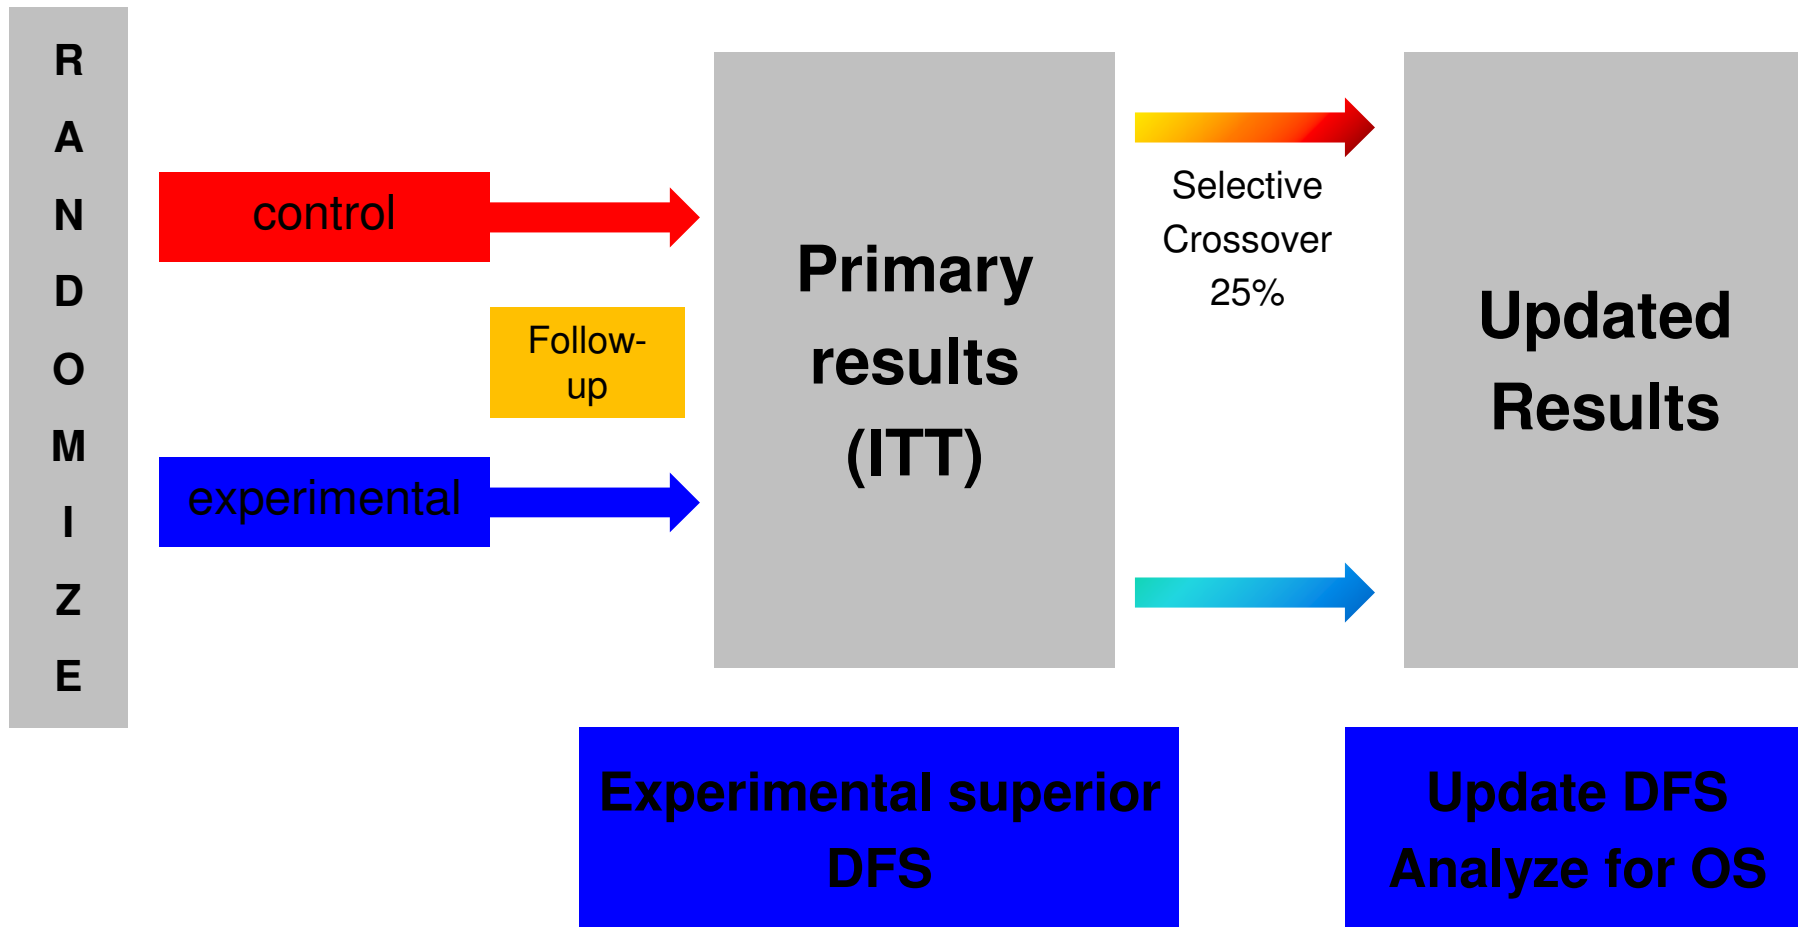 R
A
N
D
O
M
I
Z
E
control
Follow-
up
experimental
Primary
results
(ITT)
Selective
Crossover
25%
Updated
Results
Experimental superior
DFS
Update DFS
Analyze for OS